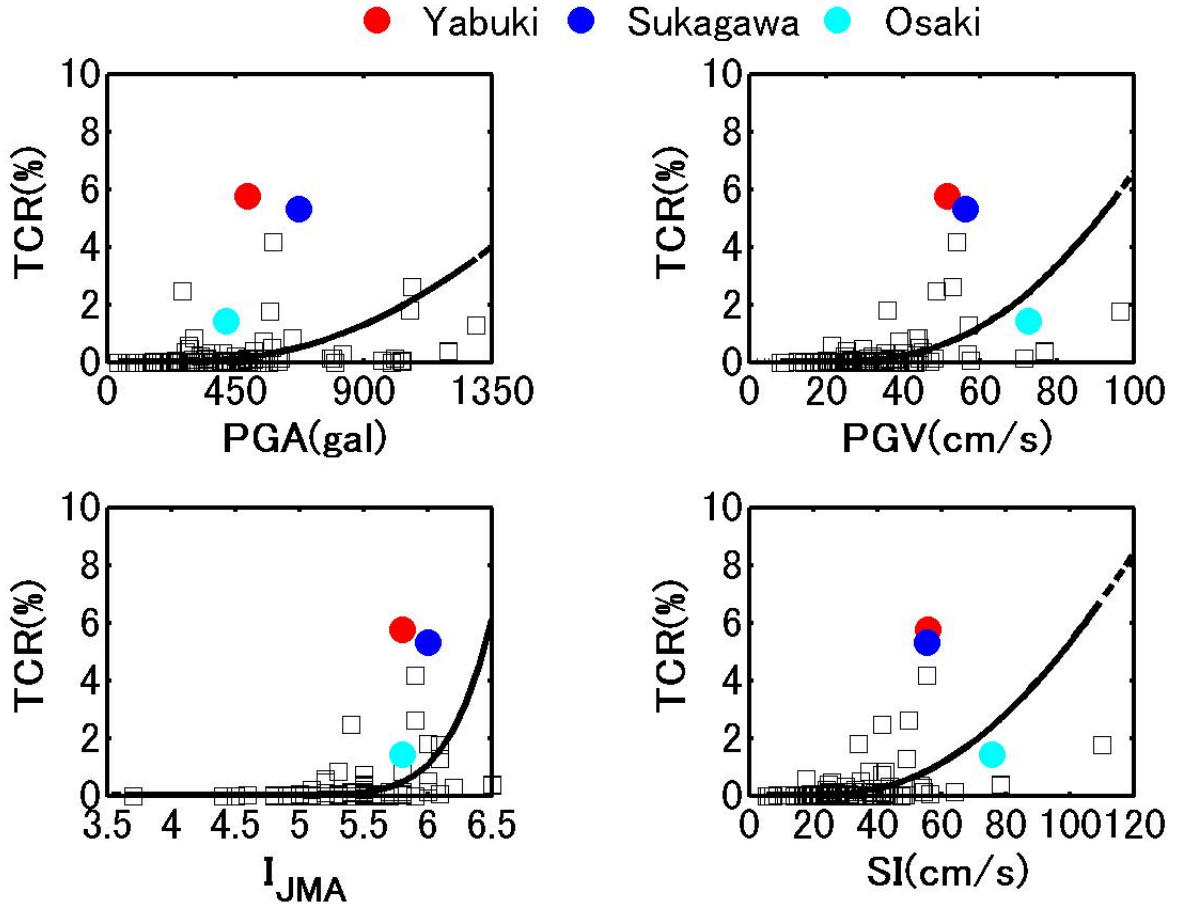 Yabuki Sukagawa Osaki
10 10
8 8
6 6
4 4
2 2
0 0
TCR(%) TCR(%)
0 450 900 1350 0 20 40 60 80 100
PGA(gal) PGV(cm/s)
10 10
8 8
6 6
4 4
2 2
0 0
TCR(%) TCR(%)
3.5 4 4.5 5 5.5 6 6.5 0 20 40 60 80 100120
I JMA SI(cm/s)